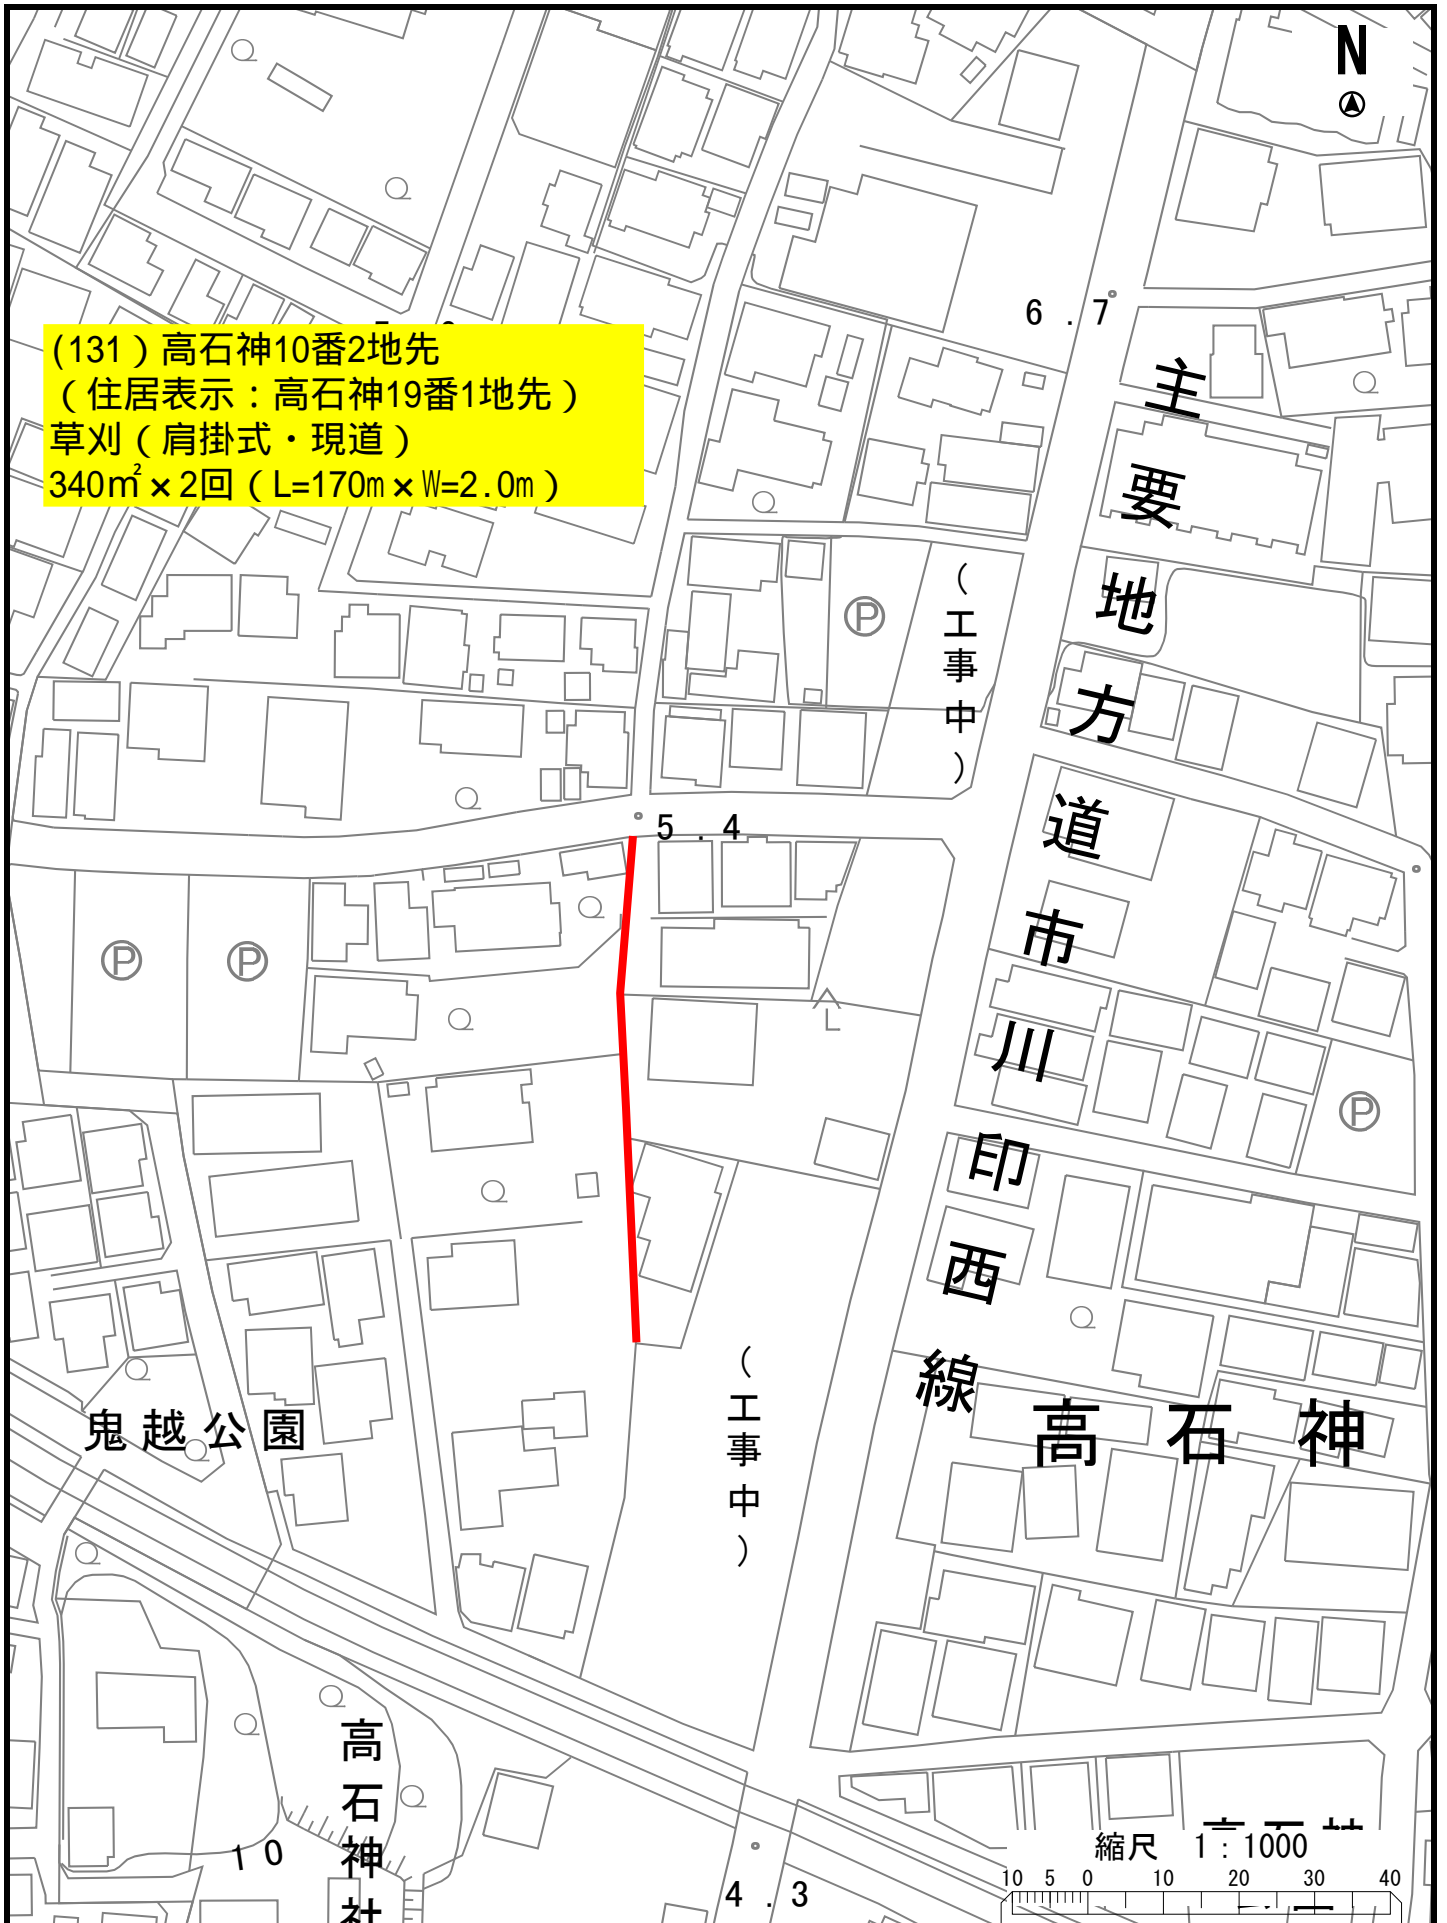 N
6.7
(131)高石神10番2地先
(住居表示:高石神19番1地先)
草刈(肩掛式・現道)
340㎡×2回(L=170m×W=2.0m)
主要地方道市川印西線
(工事中)
P
5.4
P
P
P
(工事中)
高石神
鬼越公園
高石神社
10
4.3
縮尺 1:1000
10 5 0 10 20 30 40